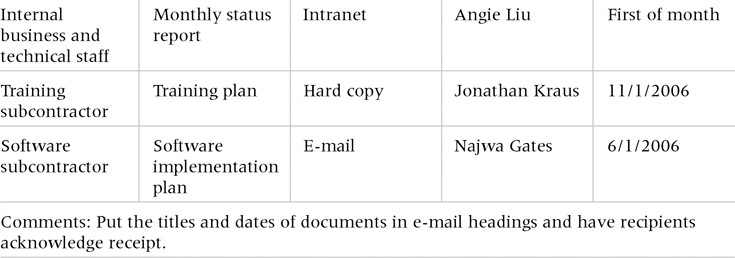 Internal business and technical staff Monthly status report Intranet Angie Liu First of month
Training subcontractor Training plan Hard copy Jonathan Kraus 11/1/2006
Software subcontractor Software implementation plan E-mail Najwa Gates 6/1/2006
Comments: Put the titles and dates of documents in e-mail headings and have recipients
acknowledge receipt.